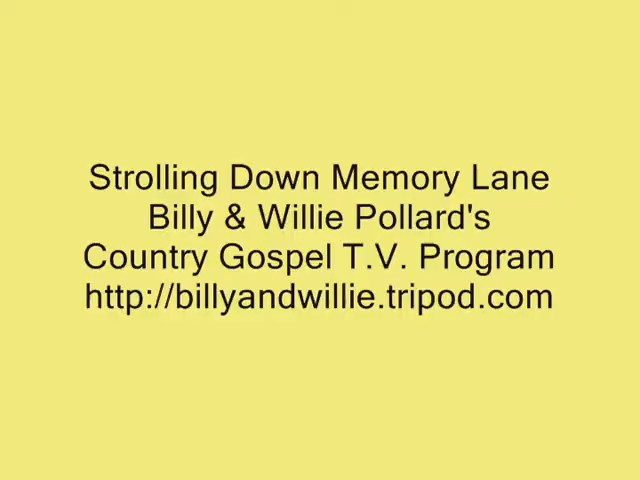 Strolling Down Memory Lane
Billy & Willie Pollard's
Country Gospel T.V. Program
http://billyandwillie.tripod.com